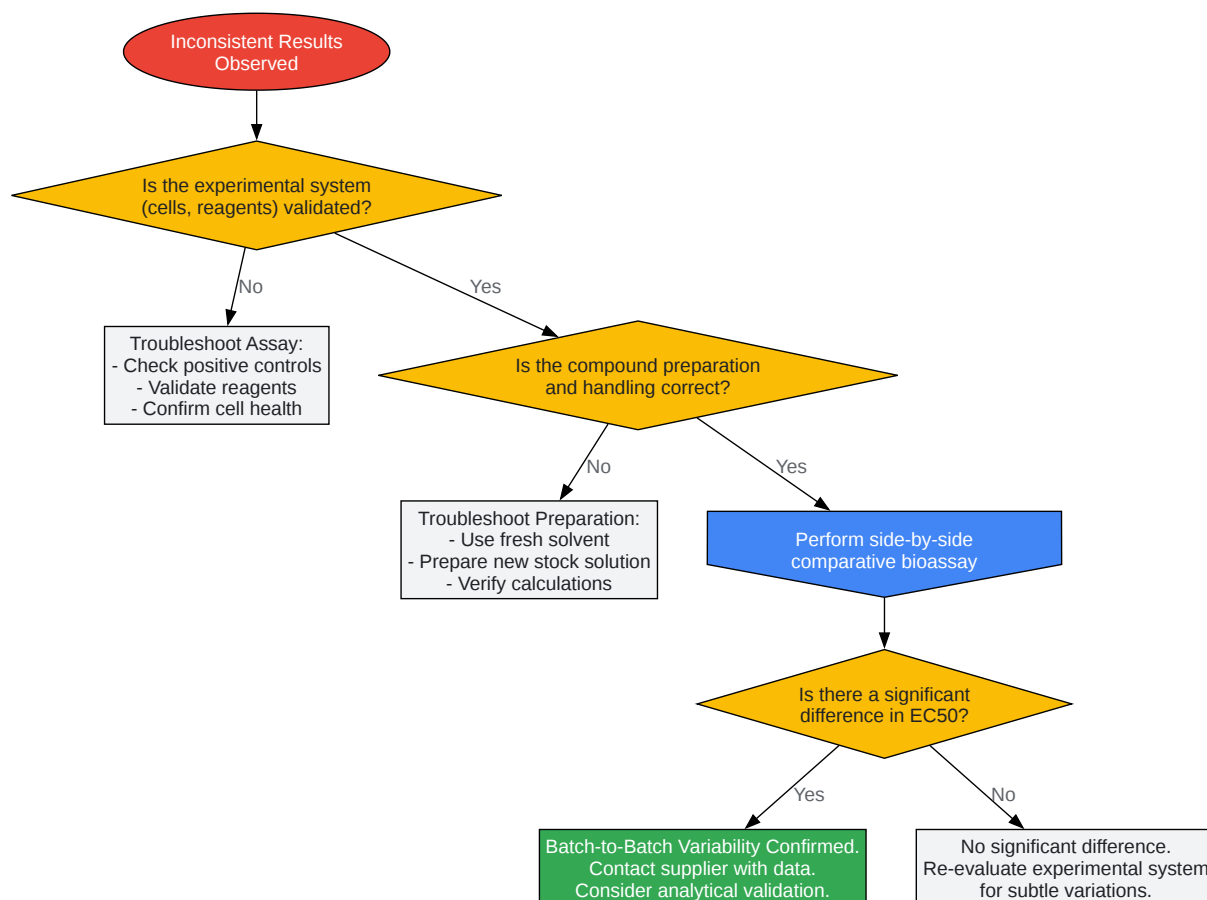 Inconsistent Results
Observed
Is the experimental system
(cells, reagents) validated?
No
Yes
Troubleshoot Assay:
- Check positive controls
- Validate reagents
- Confirm cell health
Is the compound preparation
and handling correct?
No
Yes
Troubleshoot Preparation:
- Use fresh solvent
- Prepare new stock solution
- Verify calculations
Perform side-by-side
comparative bioassay
Is there a significant
difference in EC50?
Yes
No
Batch-to-Batch Variability Confirmed.
Contact supplier with data.
Consider analytical validation.
No significant difference.
Re-evaluate experimental system
for subtle variations.